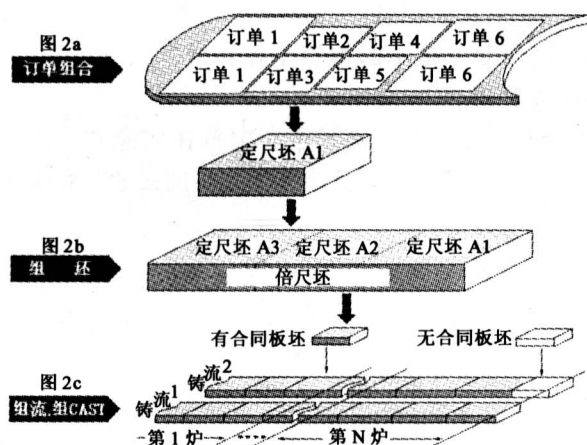 图 2a
订单组合
订单 1 订单2 订单 4 订单 6
订单 1 订单3 订单 5 订单 6
定尺坯 A1
图 2b
组 坯
定尺坯 A3 定尺坯 A2 定尺坯 A1
倍尺坯
有合同板坯 无合同板坯
图 2c
组流,组CAST
铸流2
铸流1
第 1 炉 第 N 炉